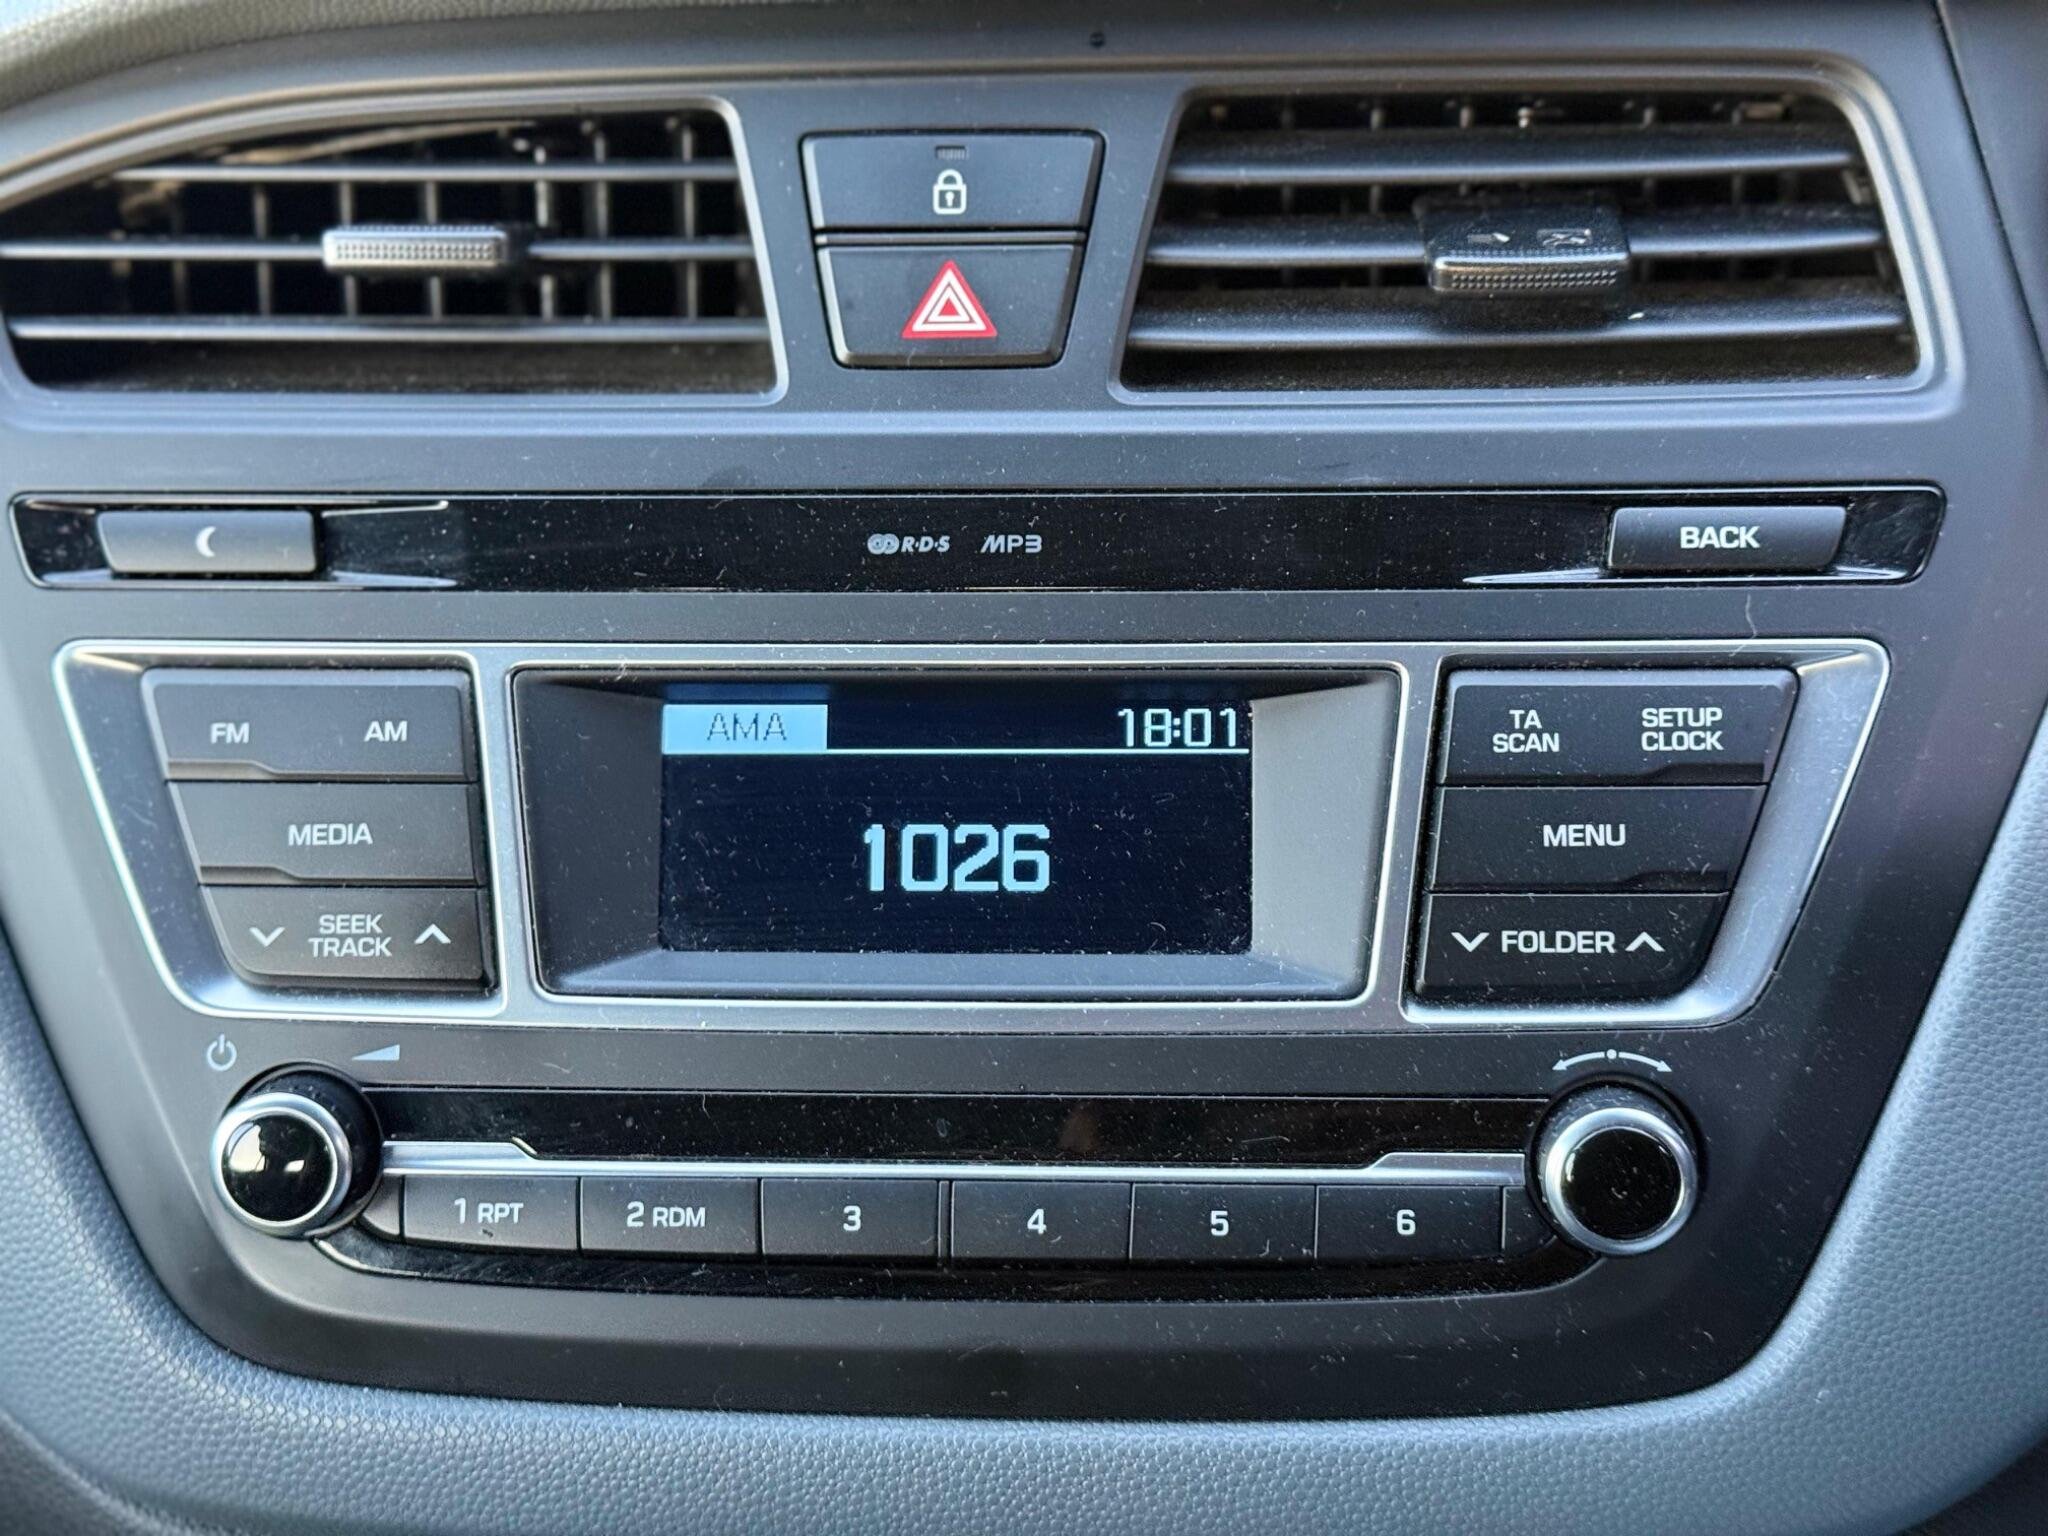 R·D·S MP3
BACK
FM AM
MEDIA
SEEK
TRACK
AMA 18:01
1026
TA
SCAN
SETUP
CLOCK
MENU
FOLDER
1 RPT 2 RDM 3 4 5 6